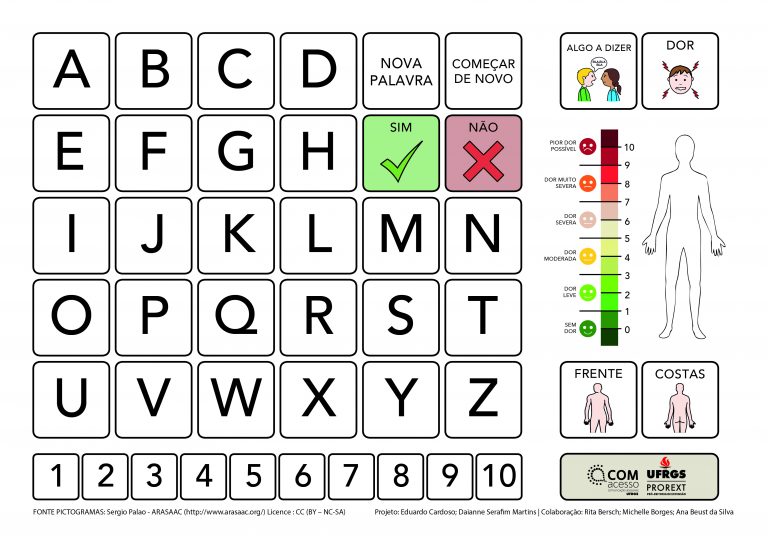 A B C D NOVA PALAVRA COMEÇAR DE NOVO
E F G H SIM NÃO
I J K L M N
O P Q R S T
U V W X Y Z
1 2 3 4 5 6 7 8 9 10
ALGO A DIZER
DOR
PIOR DOR
POSSÍVEL
10
9
DOR MUITO
SEVERA
8
7
DOR
SEVERA
6
5
DOR
MODERADA
4
3
DOR
LEVE
2
1
SEM
DOR
0
FRENTE
COSTAS
COM
acesso
UFRGS
UFRGS
PROREXT
FONTE PICTOGRAMAS: Sergio Palao - ARASAAC (http://www.arasaac.org/) Licence : CC (BY – NC-SA)
Projeto: Eduardo Cardoso; Daianne Serafim Martins | Colaboração: Rita Bersch; Michelle Borges; Ana Beust da Silva